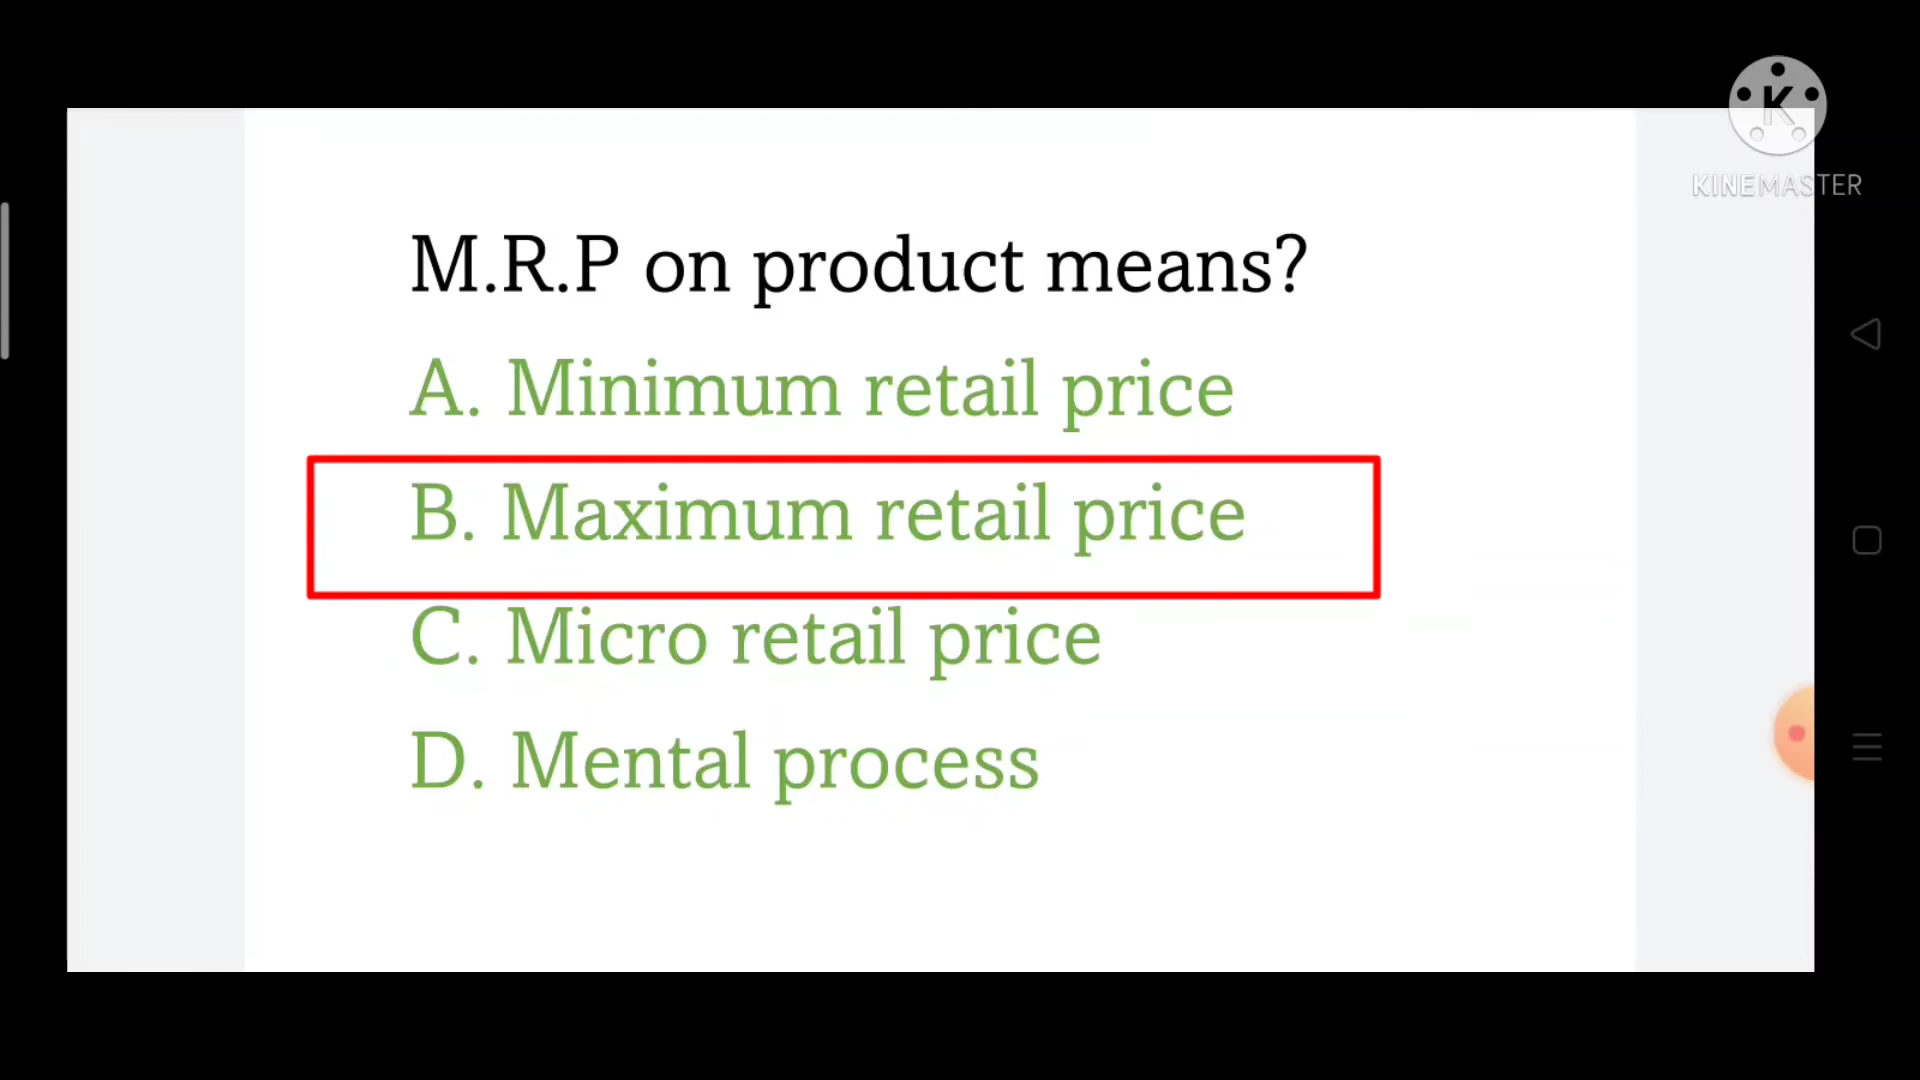 K
KINEMASTER
M.R.P on product means?
A. Minimum retail price
B. Maximum retail price
C. Micro retail price
D. Mental process